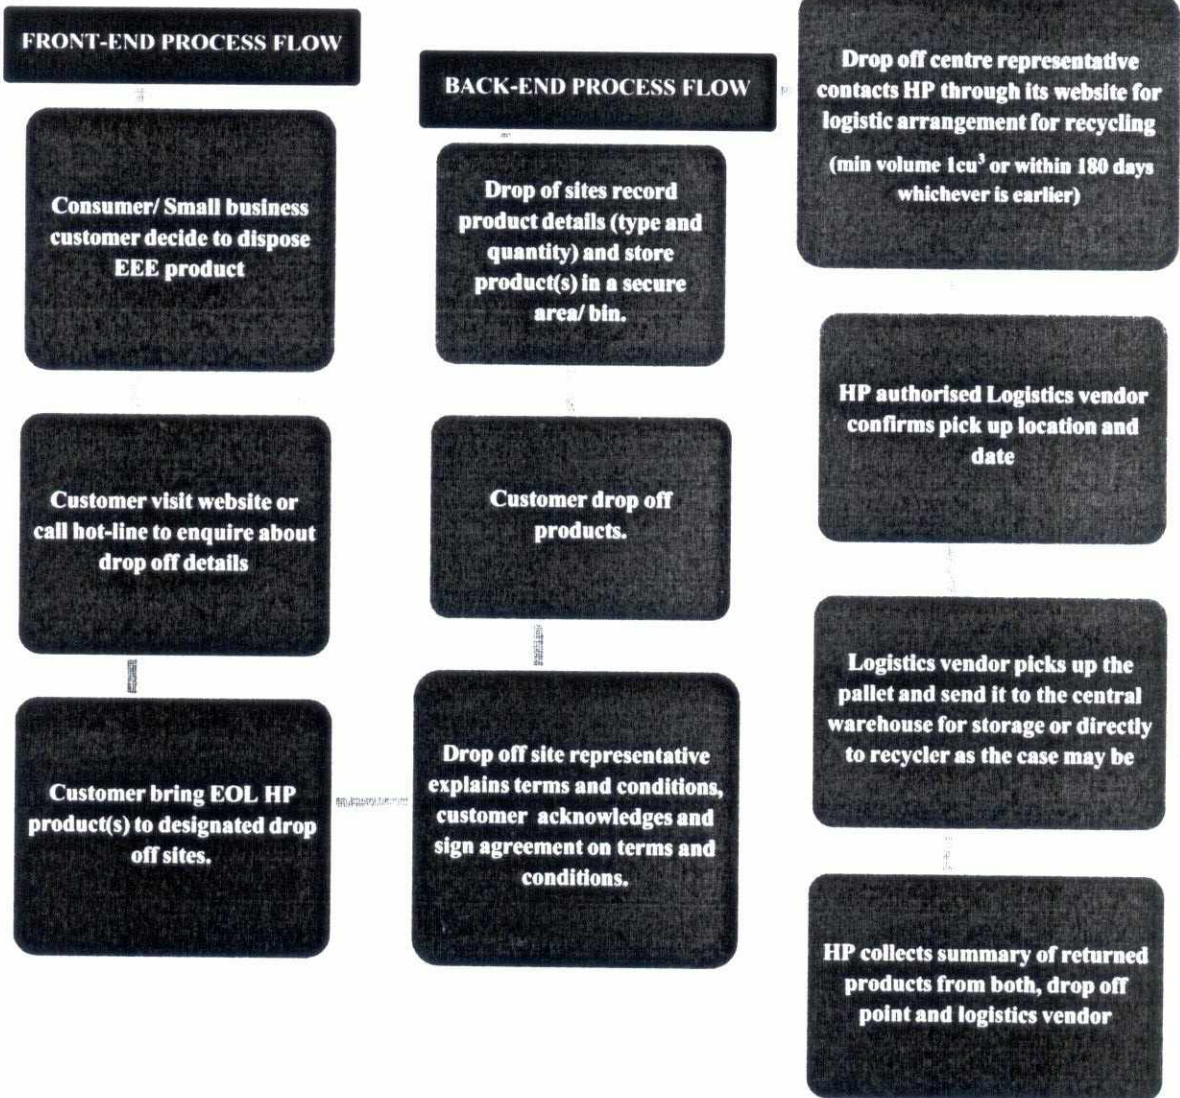 FRONT-END PROCESS FLOW
Consumer/ Small business
customer decide to dispose
EEE product
Customer visit website or
call hot-line to enquire about
drop off details
Customer bring EOL HP
product(s) to designated drop
off sites.
BACK-END PROCESS FLOW
Drop of sites record
product details (type and
quantity) and store
product(s) in a secure
area/ bin.
Customer drop off
products.
Drop off site representative
explains terms and conditions,
customer acknowledges and
sign agreement on terms and
conditions.
Drop off centre representative
contacts HP through its website for
logistic arrangement for recycling
(min volume 1cu³ or within 180 days
whichever is earlier)
HP authorised Logistics vendor
confirms pick up location and
date
Logistics vendor picks up the
pallet and send it to the central
warehouse for storage or directly
to recycler as the case may be
HP collects summary of returned
products from both, drop off
point and logistics vendor